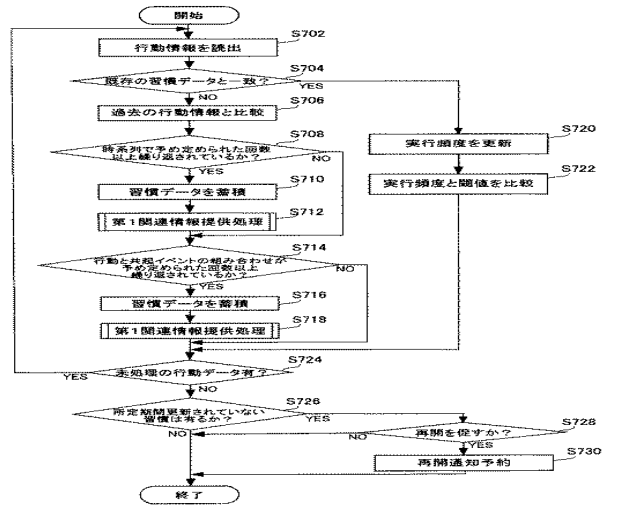 開始
行動情報を読出
S702
既存の習慣データと一致?
S704
YES
NO
過去の行動情報と比較
S706
時系列で予め定められた回数
以上繰り返されているか?
S708
NO
YES
習慣データを蓄積
S710
第1関連情報提供処理
S712
行動と共起イベントの組み合わせが
予め定められた回数以上
繰り返されているか?
S714
NO
YES
習慣データを蓄積
S716
第1関連情報提供処理
S718
実行頻度を更新
S720
実行頻度と閾値を比較
S722
未処理の行動データ有?
S724
YES
NO
所定期間更新されていない
習慣は有るか?
S726
YES
NO
再開を促すか?
S728
NO
YES
再開通知予約
S730
終了